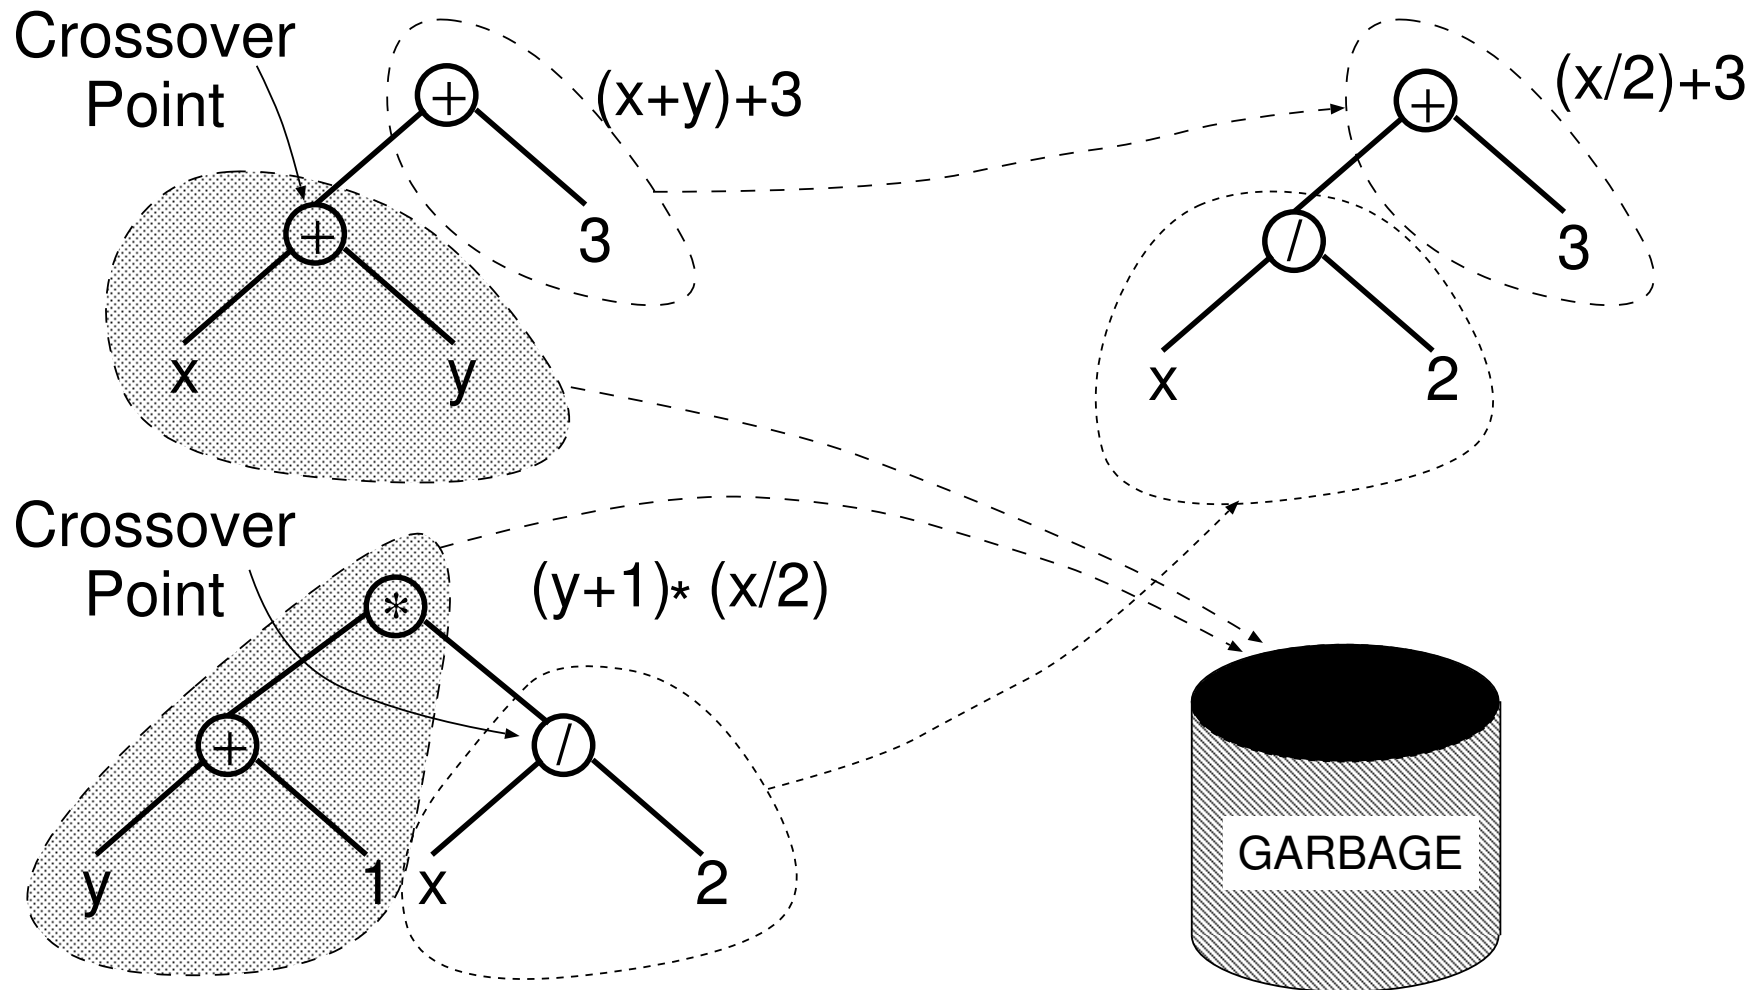 Crossover
Point
+
(x+y)+3
+
3
x
y
+
(x/2)+3
/
3
x
2
Crossover
Point
*
(y+1)* (x/2)
+
/
y
1
x
2
GARBAGE